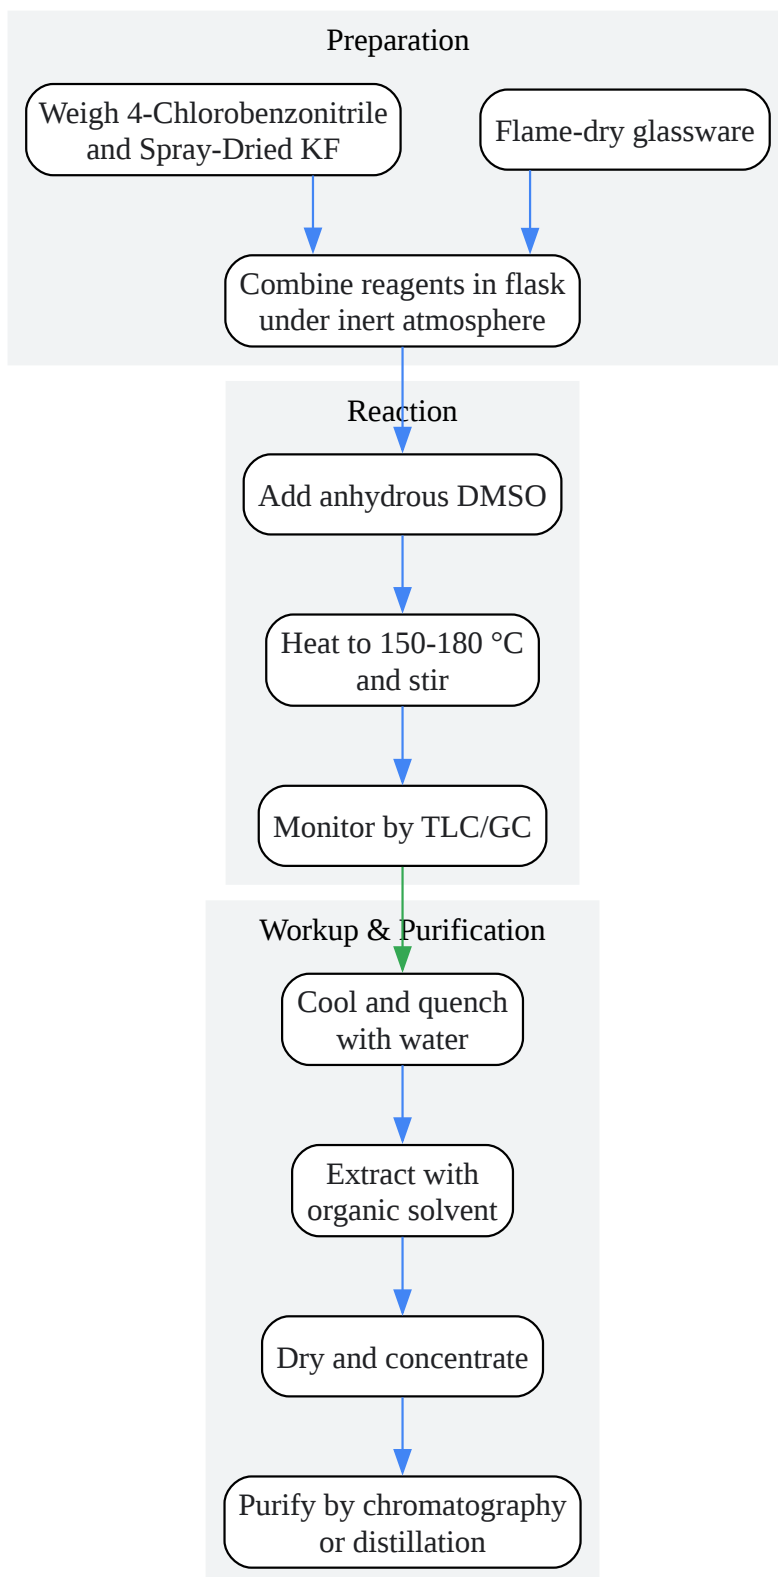 Preparation
Weigh 4-Chlorobenzonitrile
and Spray-Dried KF
Flame-dry glassware
Combine reagents in flask
under inert atmosphere
Reaction
Add anhydrous DMSO
Heat to 150-180 °C
and stir
Monitor by TLC/GC
Workup & Purification
Cool and quench
with water
Extract with
organic solvent
Dry and concentrate
Purify by chromatography
or distillation